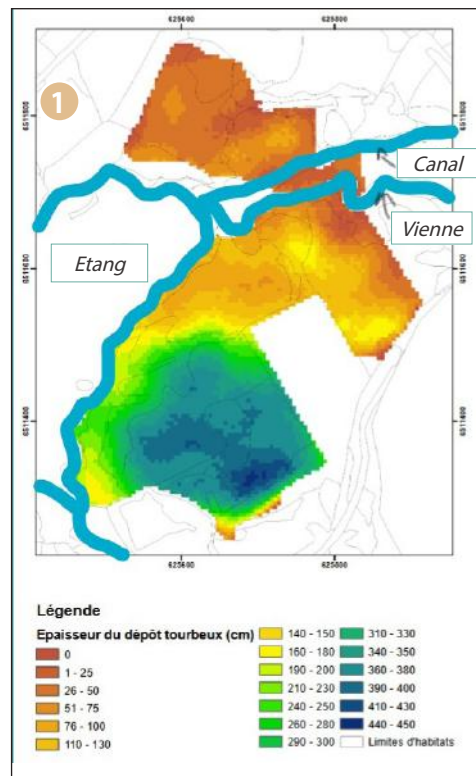 625600 625800
1
6511800 6511800
Canal
Vienne
Etang
6511600 6511600
6511400 6511400
625600 625800
Légende
Epaisseur du dépôt tourbeux (cm)
0
1 - 25
26 - 50
51 - 75
76 - 100
110 - 130
140 - 150
160 - 180
190 - 200
210 - 230
240 - 250
260 - 280
290 - 300
310 - 330
340 - 350
360 - 380
390 - 400
410 - 430
440 - 450
Limites d'habitats